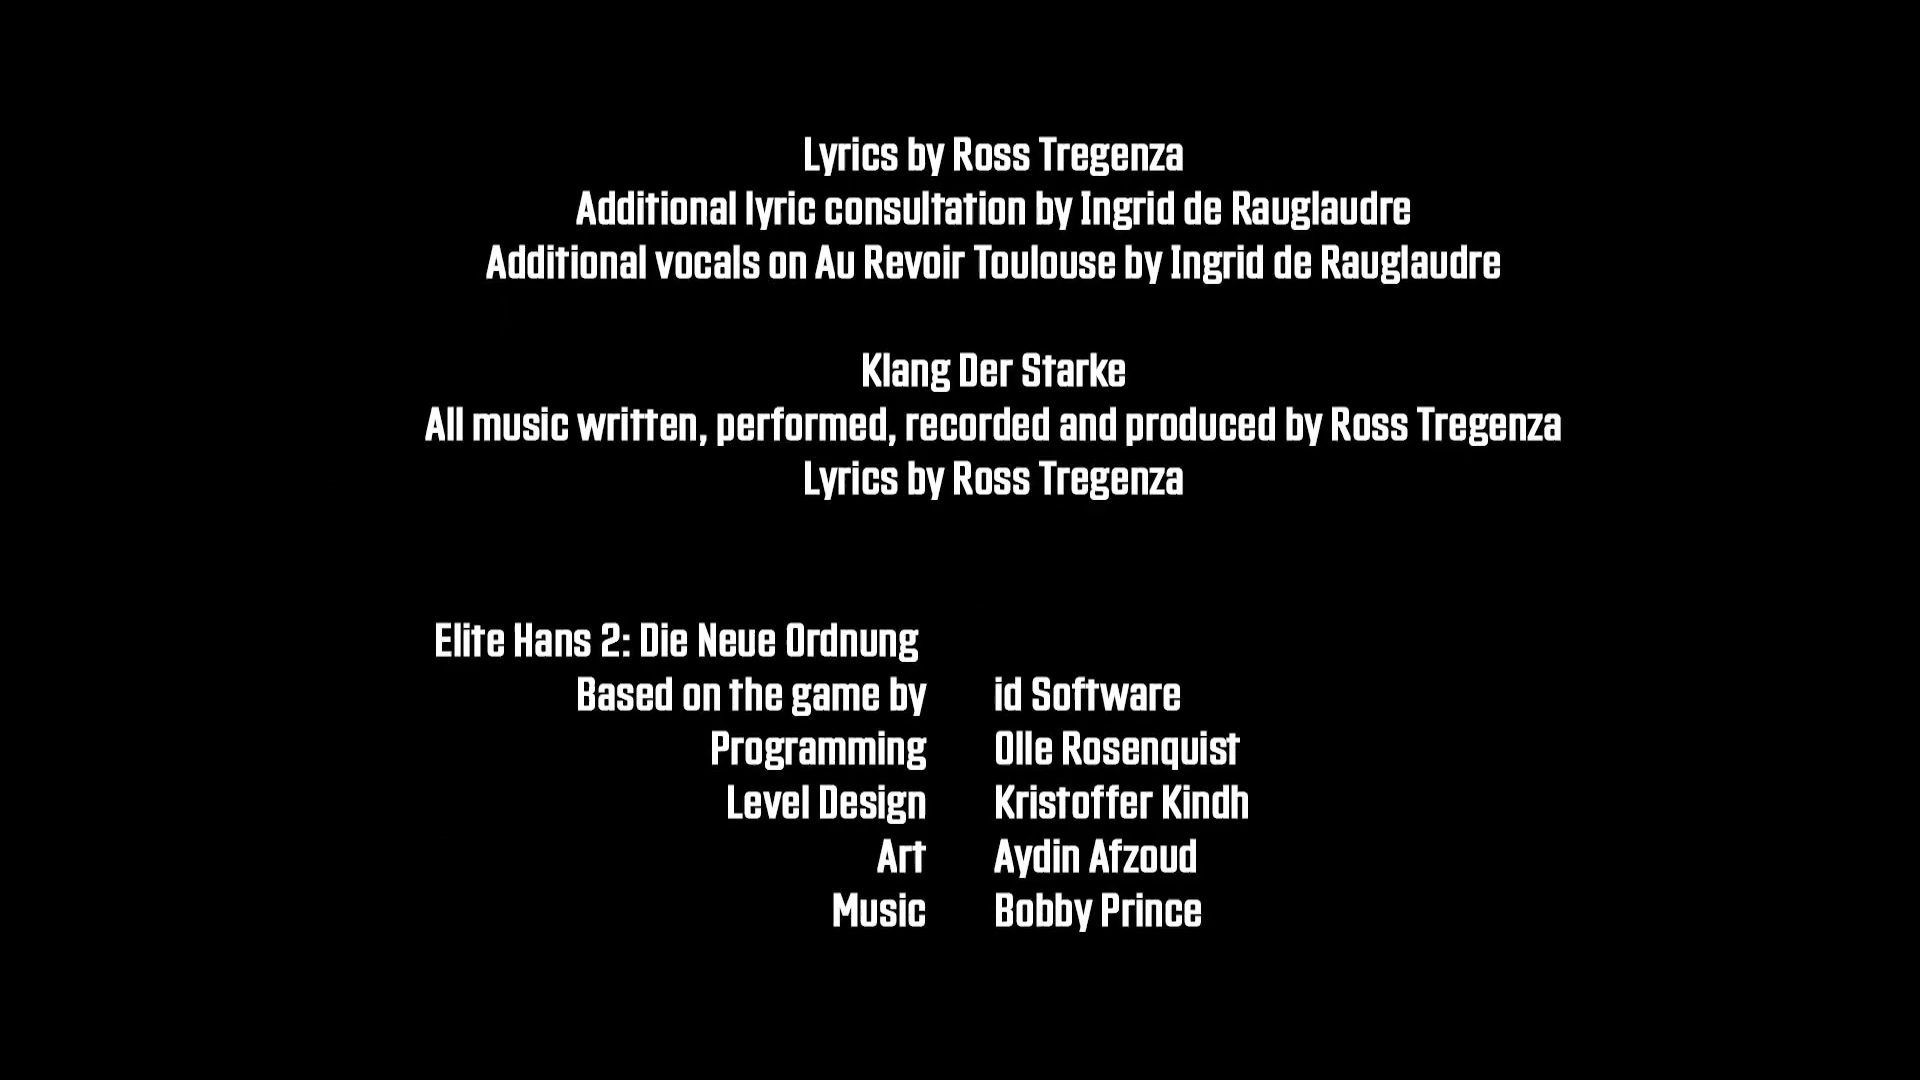 Lyrics by Ross Tregenza
Additional lyric consultation by Ingrid de Rauglaudre
Additional vocals on Au Revoir Toulouse by Ingrid de Rauglaudre
Klang Der Starke
All music written, performed, recorded and produced by Ross Tregenza
Lyrics by Ross Tregenza
Elite Hans 2: Die Neue Ordnung
Based on the game by id Software
Programming Olle Rosenquist
Level Design Kristoffer Kindh
Art Aydin Afzoud
Music Bobby Prince